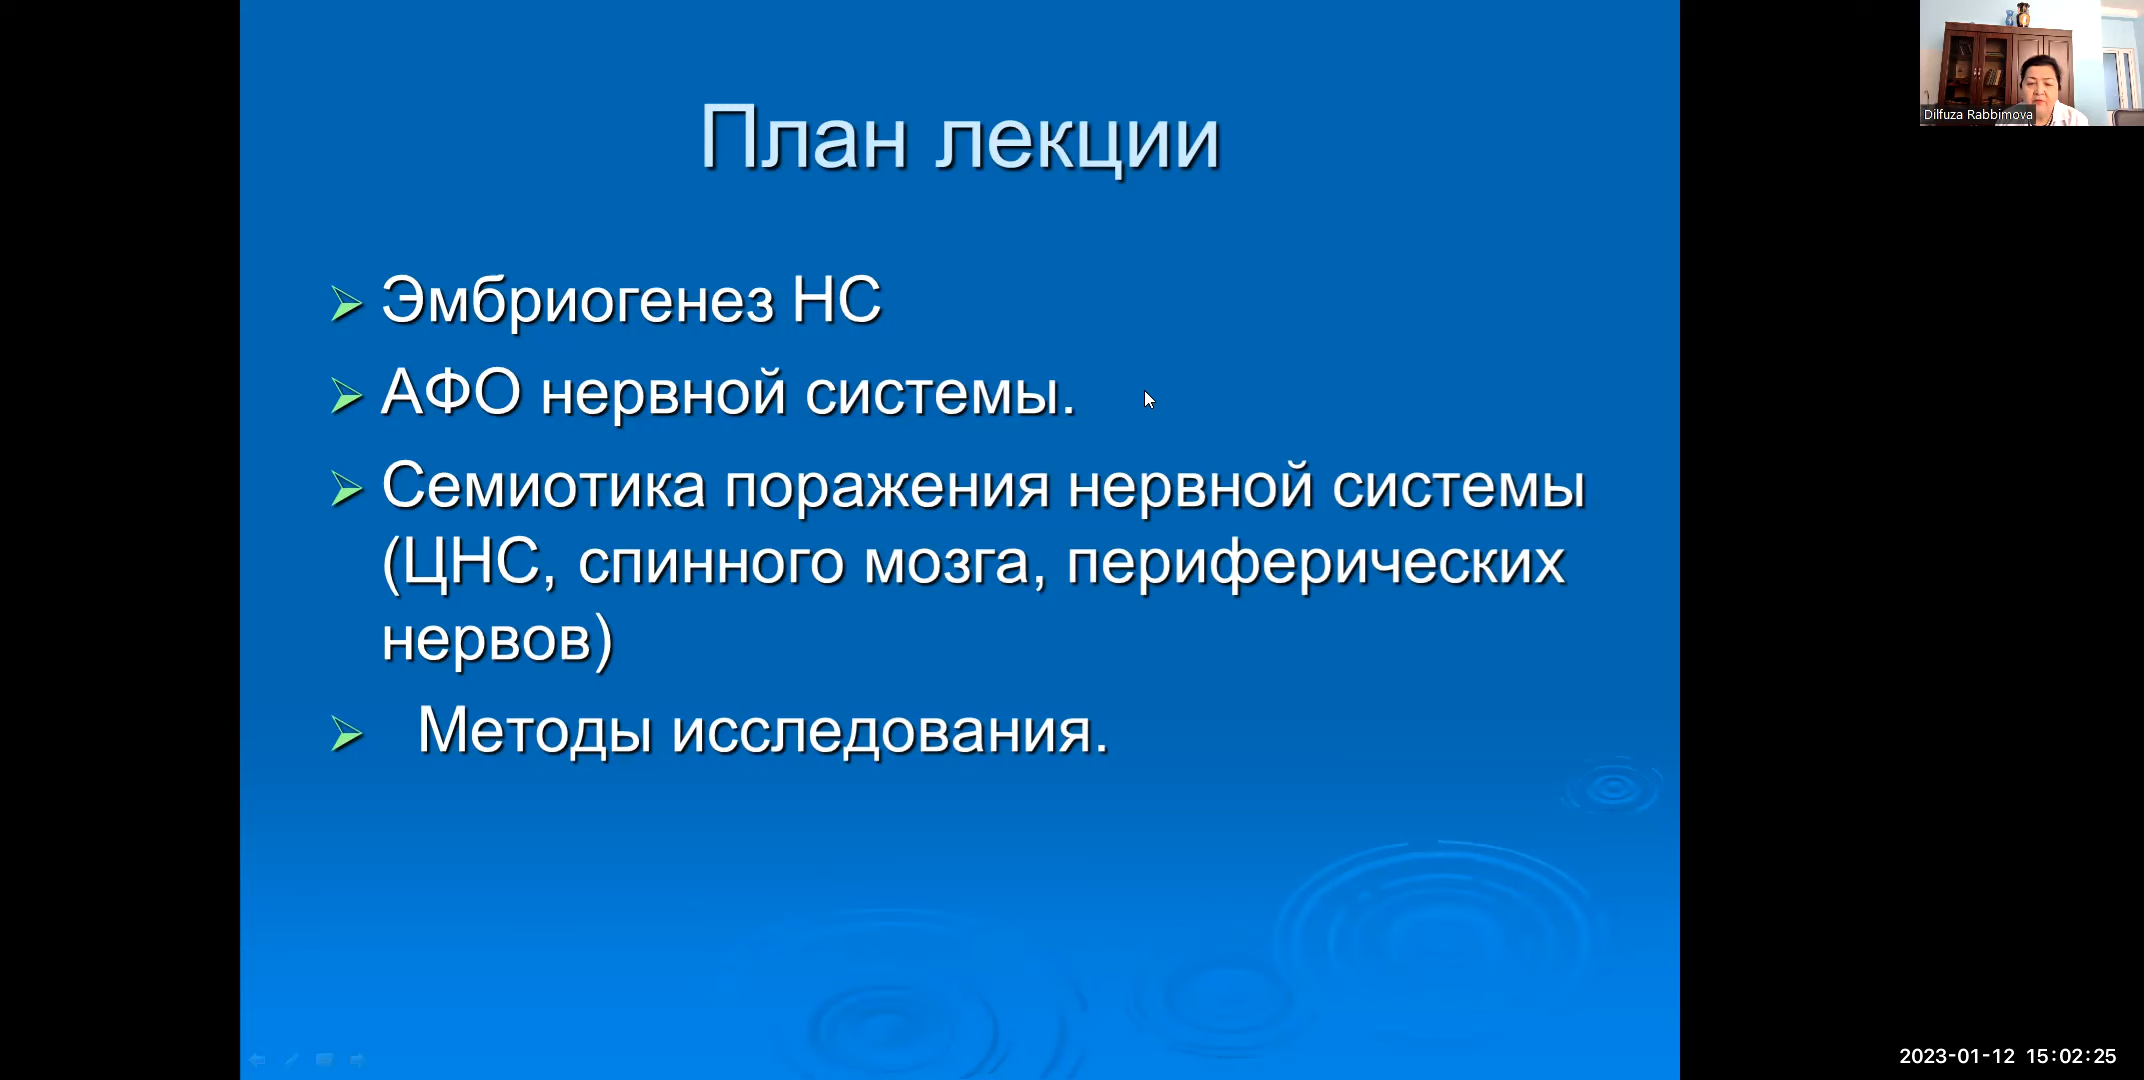 План лекции
Эмбриогенез НС
АФО нервной системы.
Семиотика поражения нервной системы
(ЦНС, спинного мозга, периферических
нервов)
Методы исследования.
Dilfuza Rabbimova
2023-01-12 15:02:25